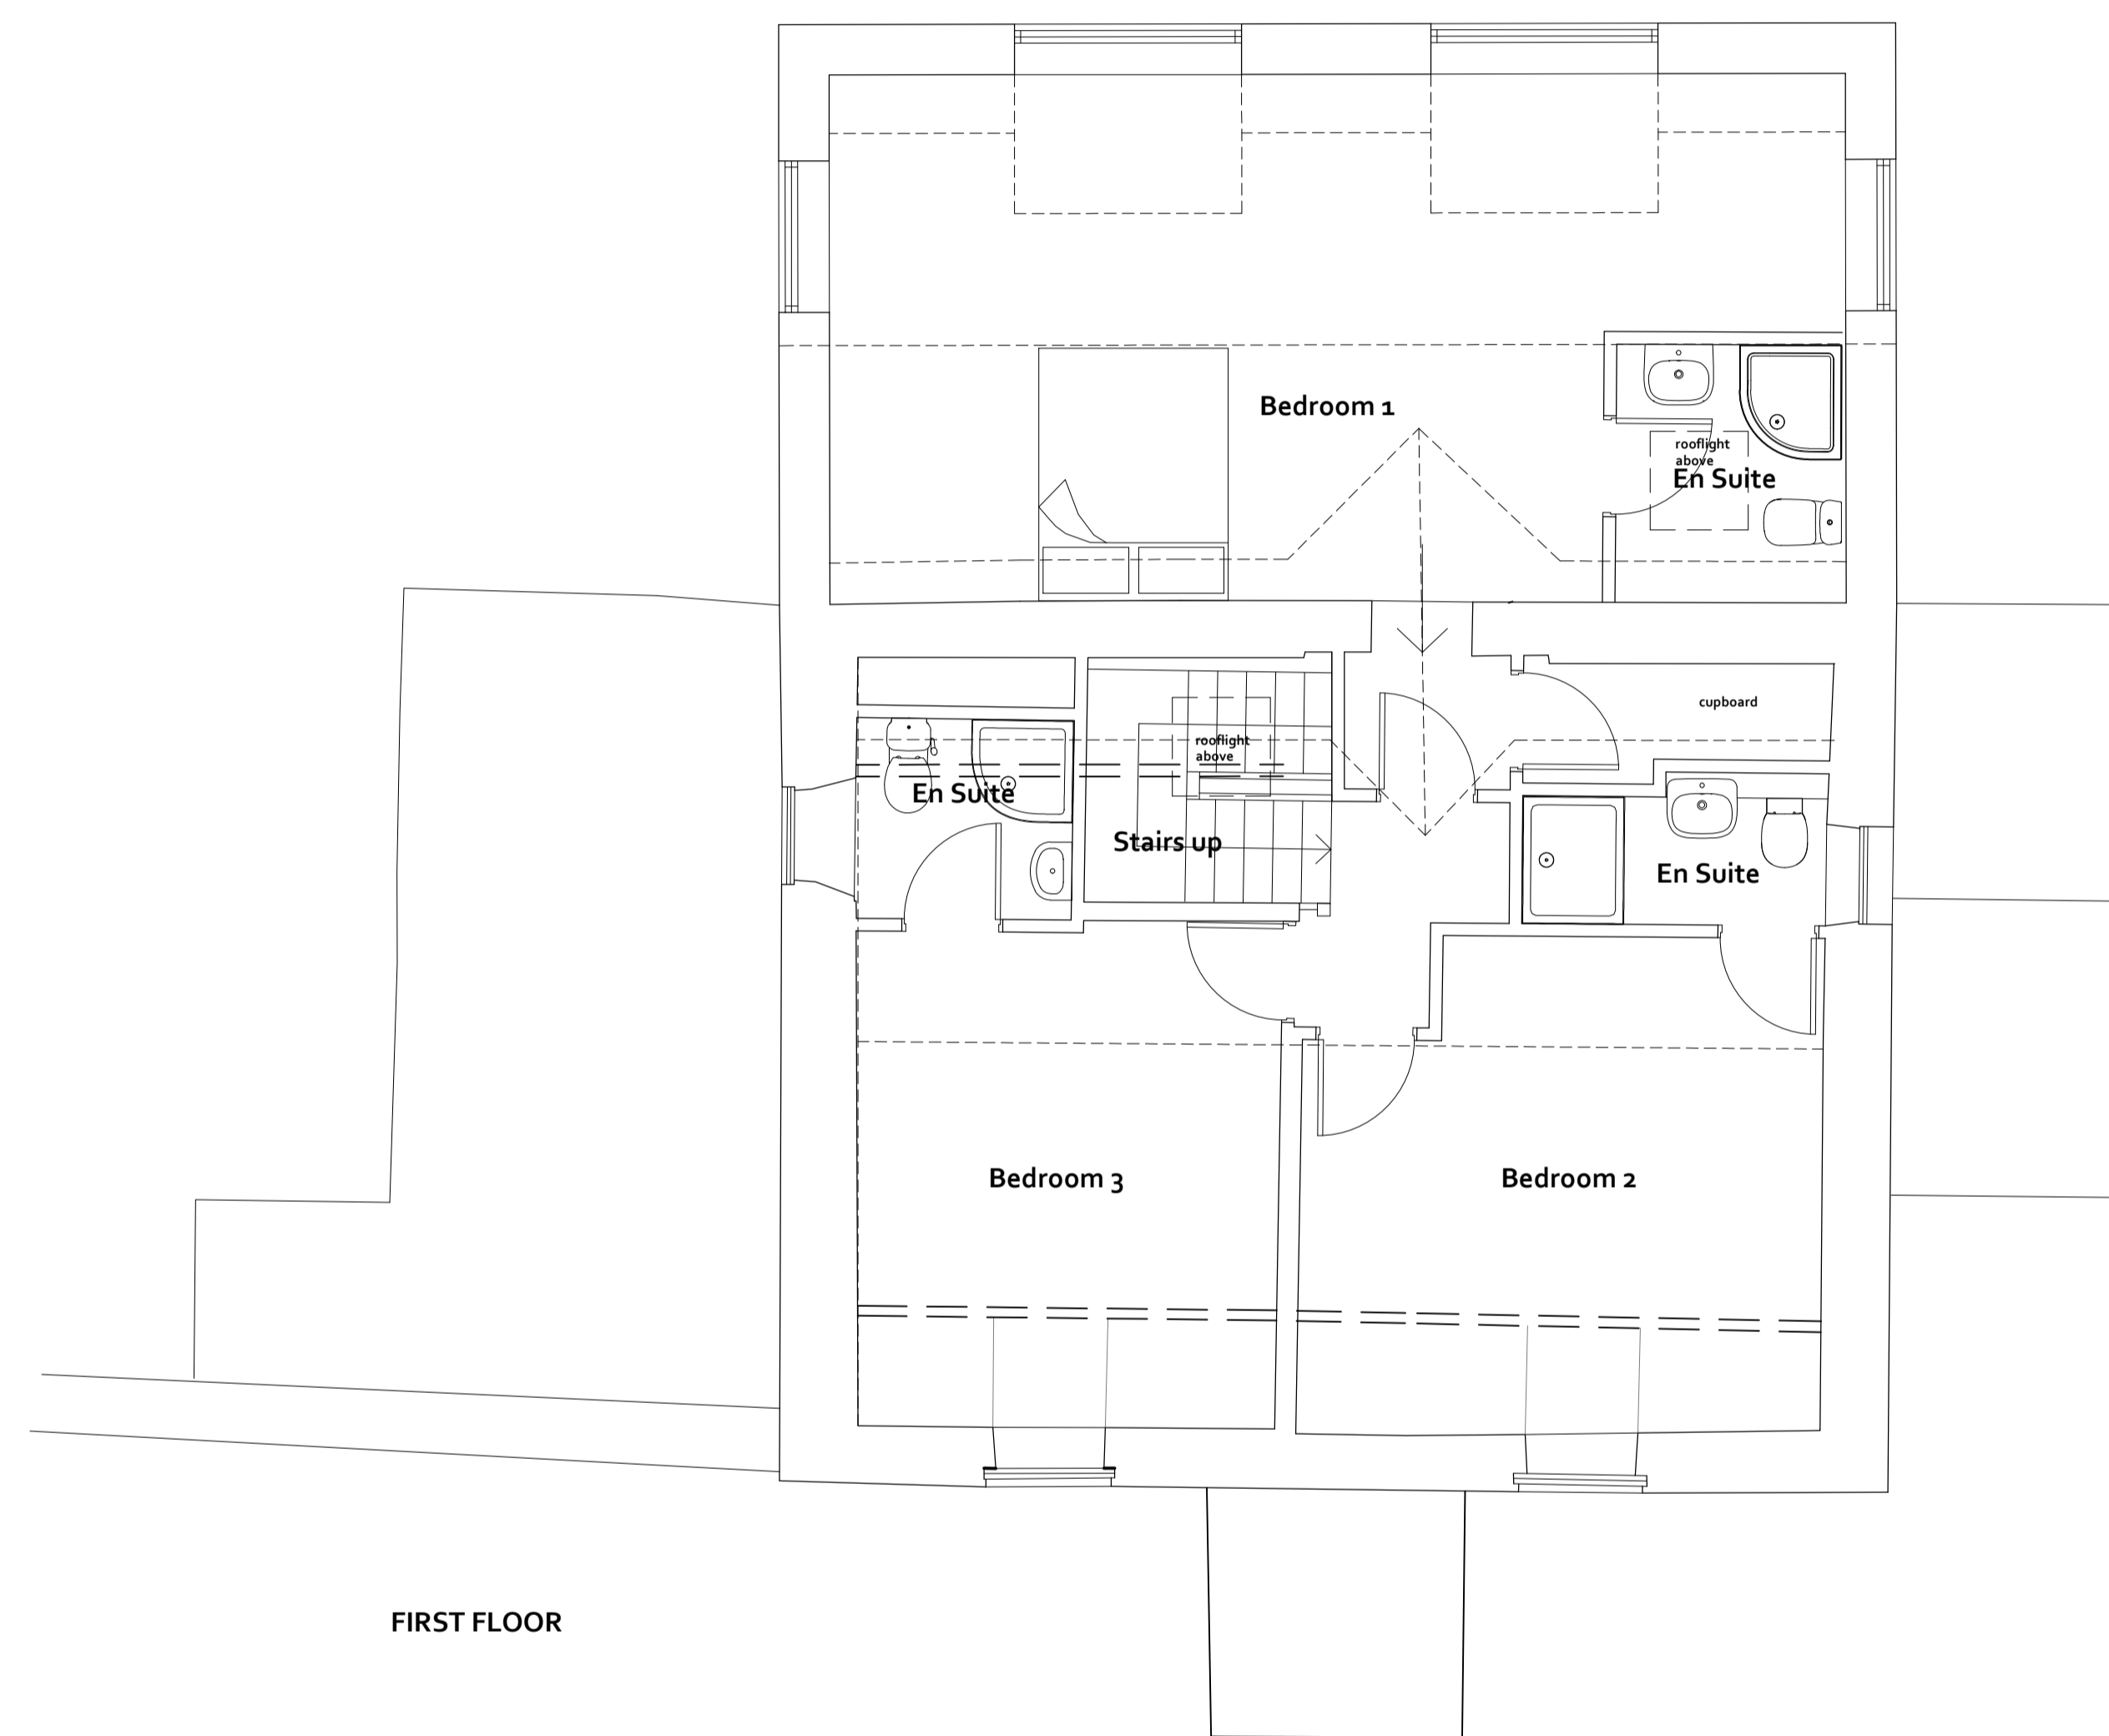 Bedroom 1
rooflight
above
En Suite
cupboard
rooflight
above
En Suite
Stairs up
En Suite
Bedroom 3
Bedroom 2
FIRST FLOOR